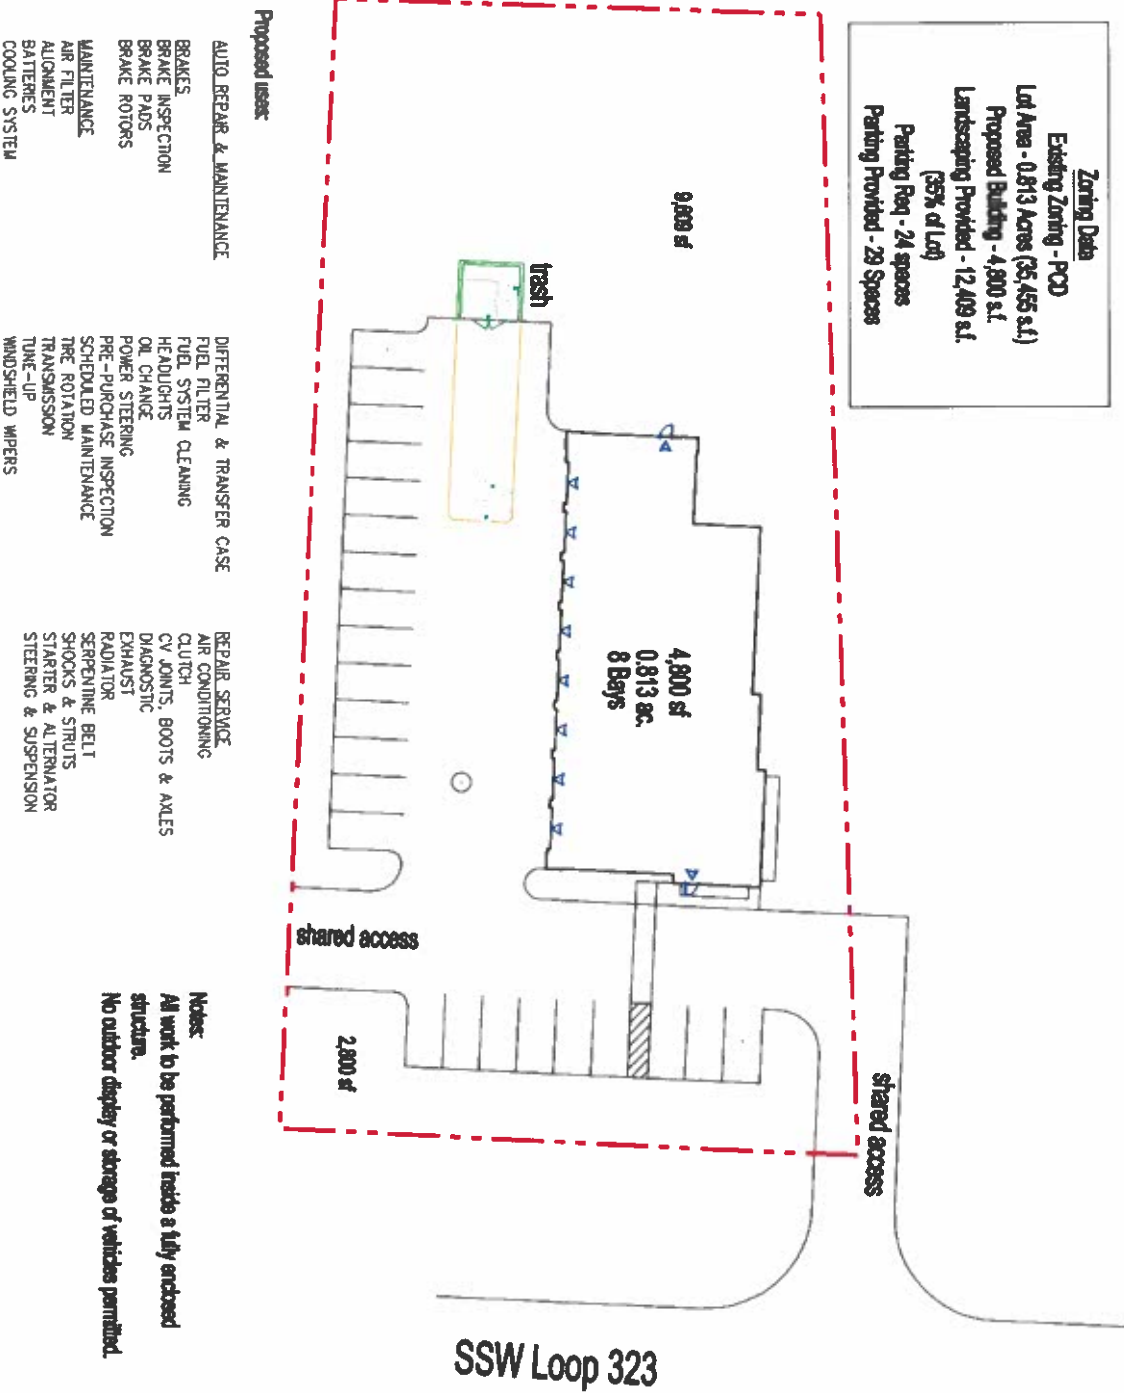 Zoning Data
Existing Zoning - PCD
Lot Area - 0.813 Acres (35,455 s.f.)
Proposed Building - 4,800 s.f.
Landscaping Provided - 12,409 s.f.
(35% of Lot)
Parking Req - 24 spaces
Parking Provided - 29 Spaces
9,609 sf
trash
4,800 sf
0.813 ac.
8 Bays
shared access
shared access
2,800 sf
SSW Loop 323
Proposed uses:
AUTO REPAIR & MAINTENANCE
BRAKES
BRAKE INSPECTION
BRAKE PADS
BRAKE ROTORS
MAINTENANCE
AIR FILTER
ALIGNMENT
BATTERIES
COOLING SYSTEM
DIFFERENTIAL & TRANSFER CASE
FUEL FILTER
FUEL SYSTEM CLEANING
HEADLIGHTS
OIL CHANGE
POWER STEERING
PRE-PURCHASE INSPECTION
SCHEDULED MAINTENANCE
TIRE ROTATION
TRANSMISSION
TUNE-UP
WINDSHIELD WIPERS
REPAIR SERVICE
AIR CONDITIONING
CLUTCH
CV JOINTS, BOOTS & AXLES
DIAGNOSTIC
EXHAUST
RADIATOR
SERPENTINE BELT
SHOCKS & STRUTS
STARTER & ALTERNATOR
STEERING & SUSPENSION
Notes:
All work to be performed inside a fully enclosed
structure.
No outdoor display or storage of vehicles permitted.